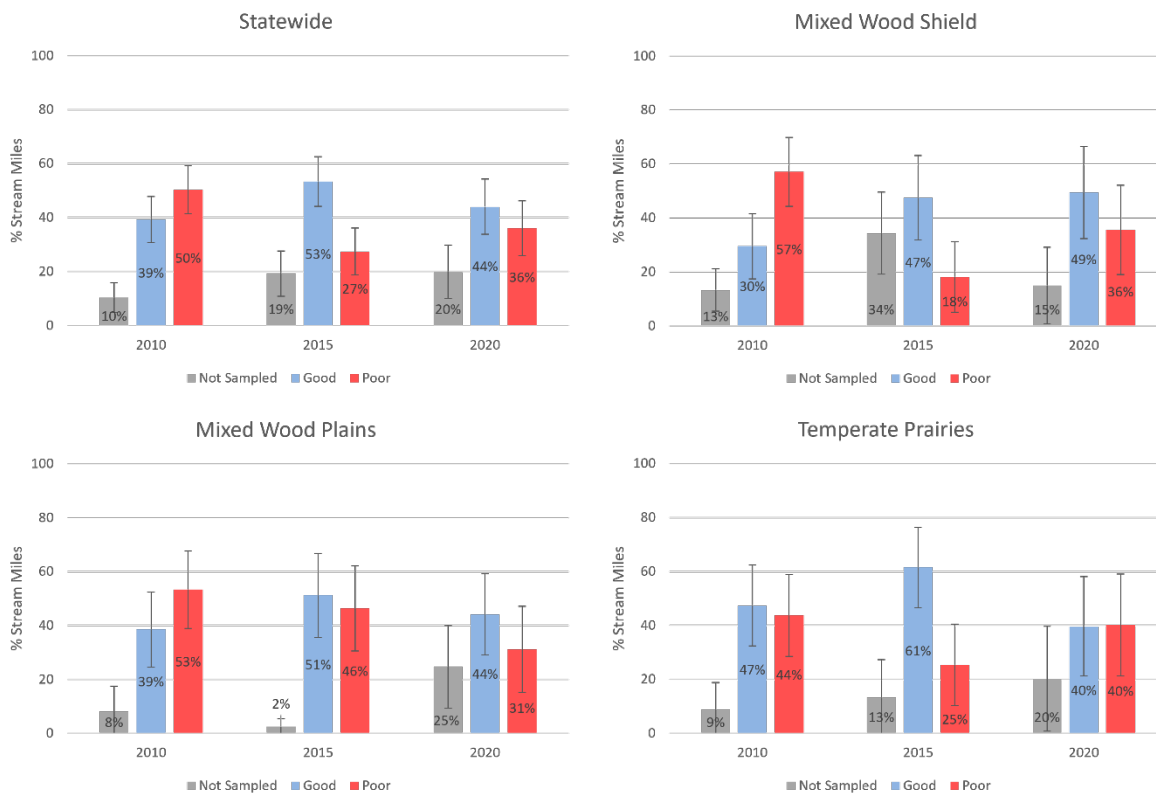 Statewide
% Stream Miles
100
80
60
40
20
0
10% 39% 50% 19% 53% 27% 20% 44% 36%
2010 2015 2020
Not Sampled Good Poor
Mixed Wood Shield
% Stream Miles
100
80
60
40
20
0
13% 30% 57% 34% 47% 18% 15% 49% 36%
2010 2015 2020
Not Sampled Good Poor
Mixed Wood Plains
% Stream Miles
100
80
60
40
20
0
8% 39% 53% 2% 51% 46% 25% 44% 31%
2010 2015 2020
Not Sampled Good Poor
Temperate Prairies
% Stream Miles
100
80
60
40
20
0
9% 47% 44% 13% 61% 25% 20% 40% 40%
2010 2015 2020
Not Sampled Good Poor